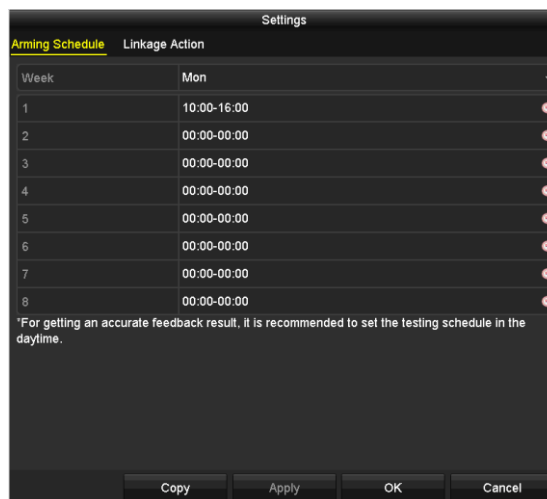 Settings
Arming Schedule Linkage Action
Week Mon
1 10:00-16:00
2 00:00-00:00
3 00:00-00:00
4 00:00-00:00
5 00:00-00:00
6 00:00-00:00
7 00:00-00:00
8 00:00-00:00
*For getting an accurate feedback result, it is recommended to set the testing schedule in the
daytime.
Copy Apply OK Cancel